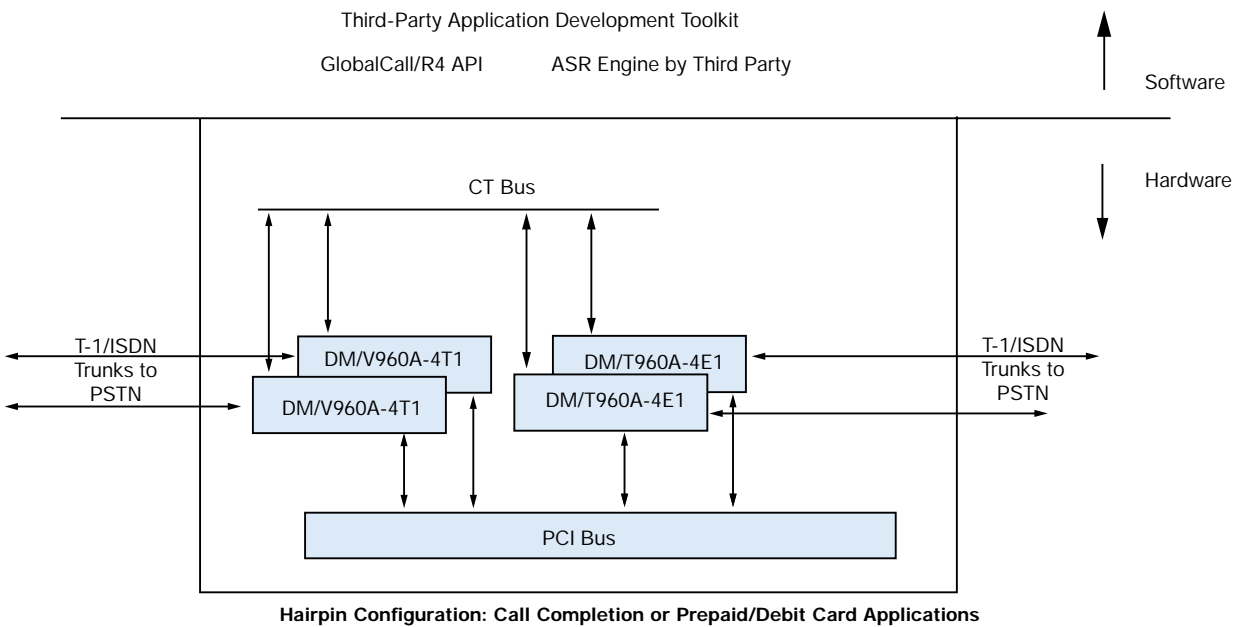 Third-Party Application Development Toolkit
GlobalCall/R4 API
ASR Engine by Third Party
Software
Hardware
CT Bus
T-1/ISDN
Trunks to
PSTN
DM/V960A-4T1
DM/V960A-4T1
DM/T960A-4E1
DM/T960A-4E1
T-1/ISDN
Trunks to
PSTN
PCI Bus
Hairpin Configuration: Call Completion or Prepaid/Debit Card Applications